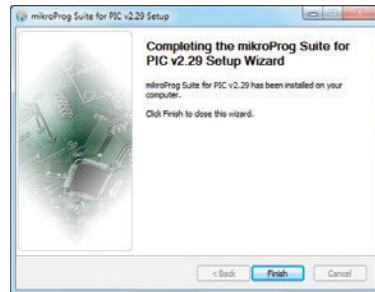 mikroProg Suite for PIC v2.29 Setup
Completing the mikroProg Suite for
PIC v2.29 Setup Wizard
mikroProg Suite for PIC v2.29 has been installed on your
computer.
Click Finish to close this wizard.
< Back
Finish
Cancel